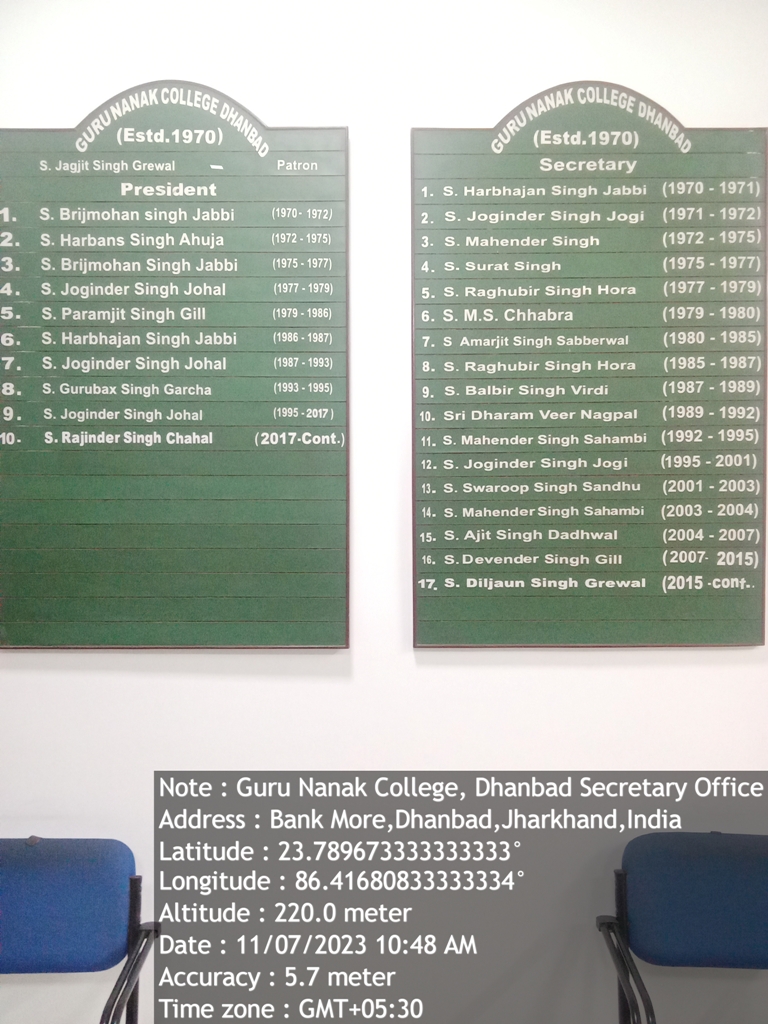 GURU NANAK COLLEGE DHANBAD
(Estd.1970)
S. Jagjit Singh Grewal - Patron
President
1. S. Brijmohan singh Jabbi (1970- 1972)
2. S. Harbans Singh Ahuja (1972 - 1975)
3. S. Brijmohan Singh Jabbi (1975 - 1977)
4. S. Joginder Singh Johal (1977 - 1979)
5. S. Paramjit Singh Gill (1979 - 1986)
6. S. Harbhajan Singh Jabbi (1986 - 1987)
7. S. Joginder Singh Johal (1987 - 1993)
8. S. Gurubax Singh Garcha (1993 - 1995)
9. S. Joginder Singh Johal (1995 - 2017)
10- S. Rajinder Singh Chahal (2017-Cont.)
GURU NANAK COLLEGE DHANBAD
(Estd.1970)
Secretary
1. S. Harbhajan Singh Jabbi (1970 - 1971)
2. S. Joginder Singh Jogi (1971 - 1972)
3. S. Mahender Singh (1972 - 1975)
4. S. Surat Singh (1975 - 1977)
5. S. Raghubir Singh Hora (1977 - 1979)
6. S. M.S. Chhabra (1979 - 1980)
7. S Amarjit Singh Sabberwal (1980 - 1985)
8. S. Raghubir Singh Hora (1985 - 1987)
9. S. Balbir Singh Virdi (1987 - 1989)
10. Sri Dharam Veer Nagpal (1989 - 1992)
11. S. Mahender Singh Sahambi (1992 - 1995)
12. S. Joginder Singh Jogi (1995 - 2001)
13. S. Swaroop Singh Sandhu (2001 - 2003)
14. S. Mahender Singh Sahambi (2003 - 2004)
15. S. Ajit Singh Dadhwal (2004 - 2007)
16. S. Devender Singh Gill (2007- 2015)
17. S. Diljaun Singh Grewal (2015 -cont..
Note : Guru Nanak College, Dhanbad Secretary Office
Address : Bank More,Dhanbad,Jharkhand,India
Latitude : 23.789673333333333°
Longitude : 86.41680833333334°
Altitude : 220.0 meter
Date : 11/07/2023 10:48 AM
Accuracy : 5.7 meter
Time zone : GMT+05:30